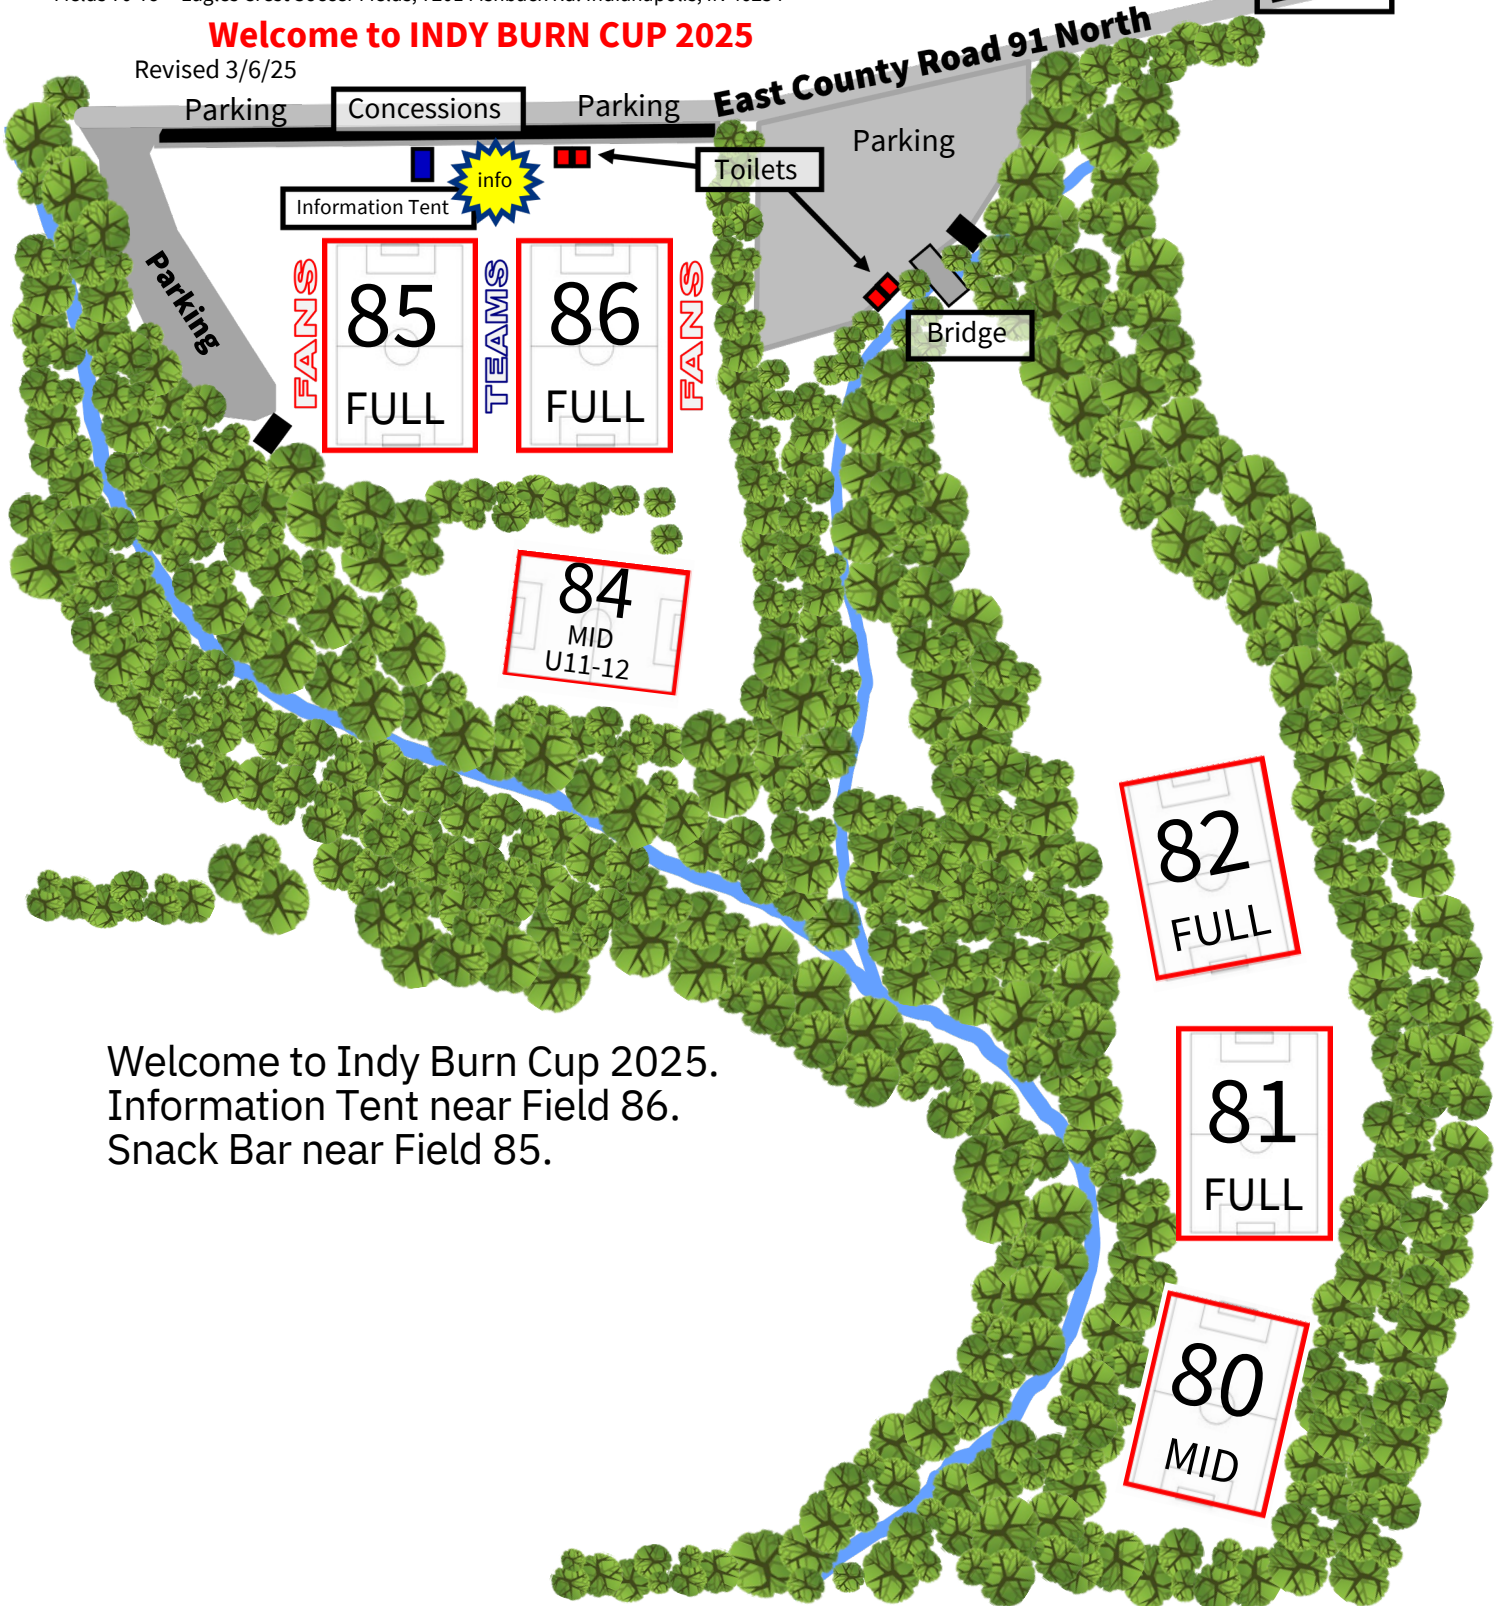 Welcome to INDY BURN CUP 2025
Revised 3/6/25
East County Road 91 North
Parking
Concessions
Parking
Parking
Toilets
info
Information Tent
Parking
FANS
85
FULL
TEAMS
86
FULL
FANS
Bridge
84
MID
U11-12
82
FULL
Welcome to Indy Burn Cup 2025.
Information Tent near Field 86.
Snack Bar near Field 85.
81
FULL
80
MID